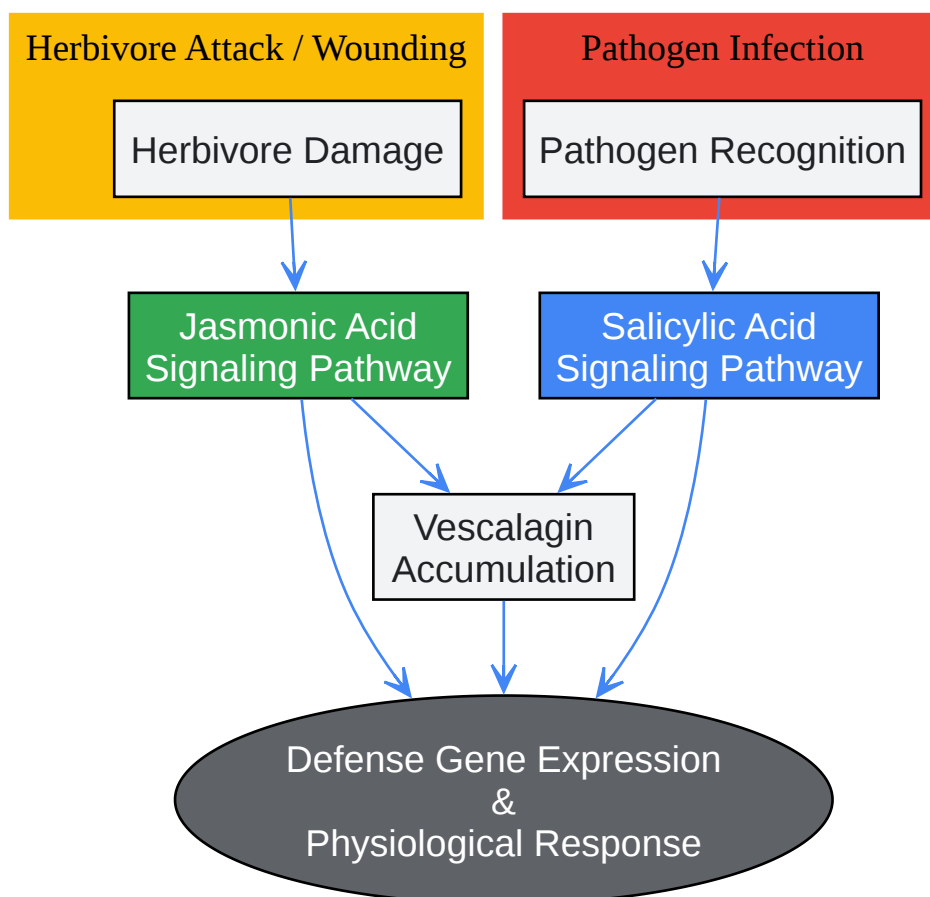 Herbivore Attack / Wounding
Pathogen Infection
Herbivore Damage
Pathogen Recognition
Jasmonic Acid
Signaling Pathway
Salicylic Acid
Signaling Pathway
Vescalagin
Accumulation
Defense Gene Expression
&
Physiological Response